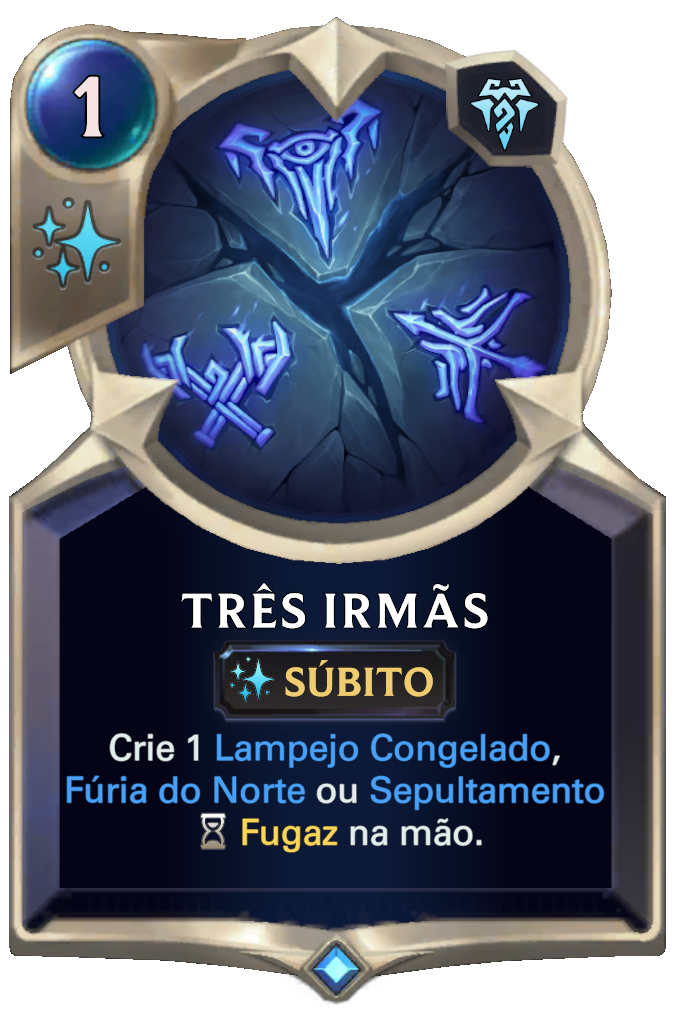 1
TRÊS IRMÃS
SÚBITO
Crie 1 Lampejo Congelado,
Fúria do Norte ou Sepultamento
Fugaz na mão.